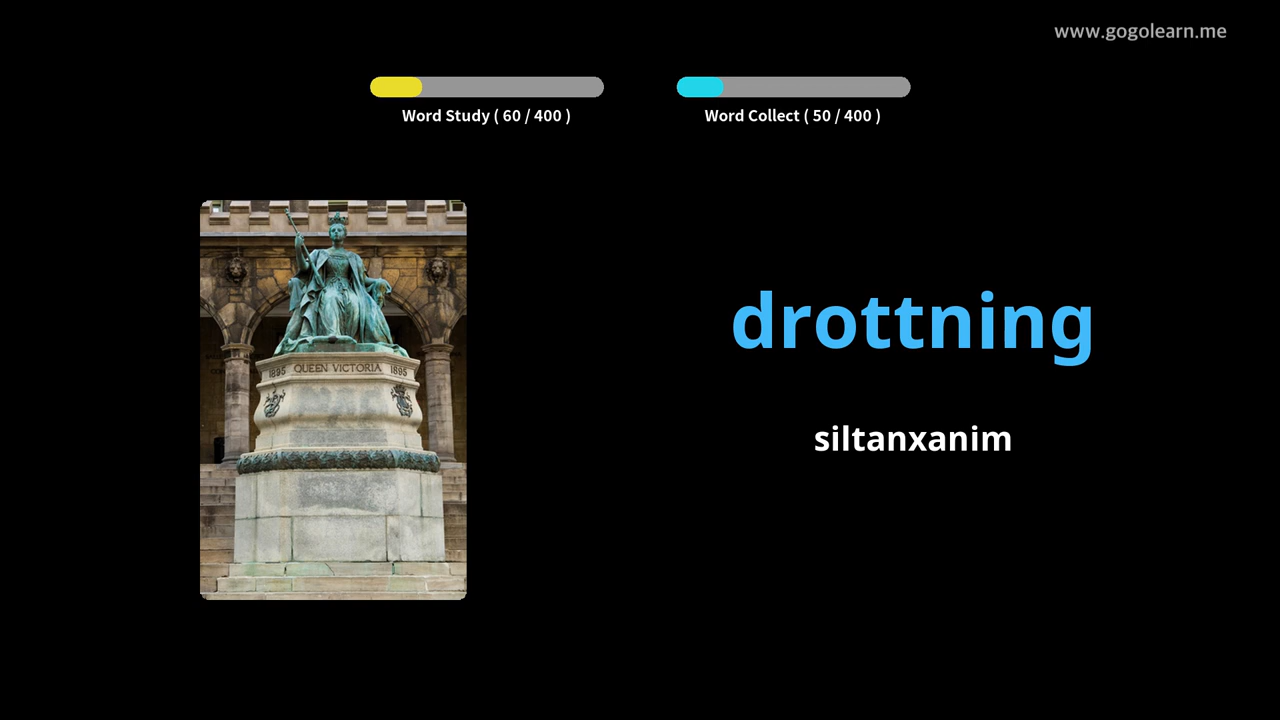 www.gogolearn.me
Word Study ( 60 / 400 )
Word Collect ( 50 / 400 )
1895 QUEEN VICTORIA 1895
drottning
siltanxanim